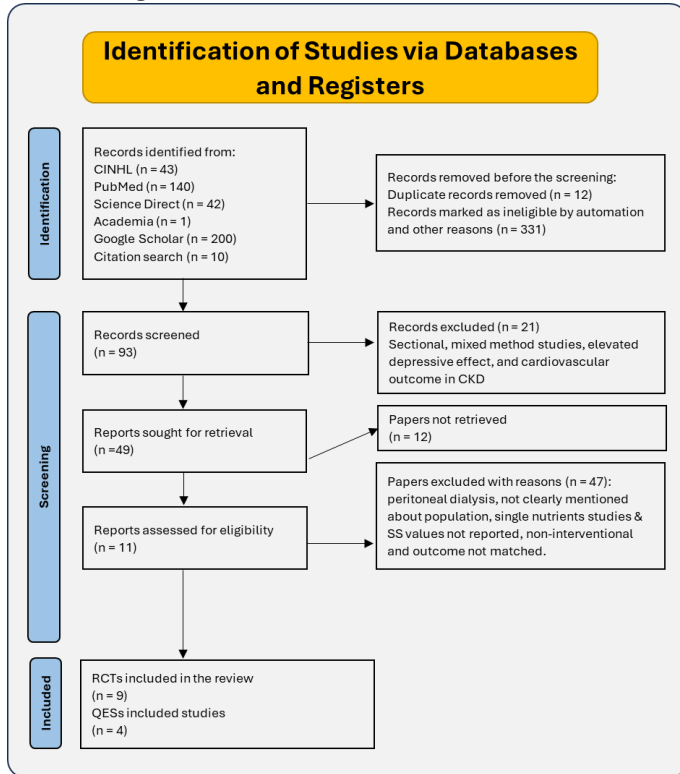 Identification of Studies via Databases
and Registers
Identification
Records identified from:
CINHL (n = 43)
PubMed (n = 140)
Science Direct (n = 42)
Academia (n = 1)
Google Scholar (n = 200)
Citation search (n = 10)
Records removed before the screening:
Duplicate records removed (n = 12)
Records marked as ineligible by automation
and other reasons (n = 331)
Screening
Records screened
(n = 93)
Records excluded (n = 21)
Sectional, mixed method studies, elevated
depressive effect, and cardiovascular
outcome in CKD
Reports sought for retrieval
(n =49)
Papers not retrieved
(n = 12)
Reports assessed for eligibility
(n = 11)
Papers excluded with reasons (n = 47):
peritoneal dialysis, not clearly mentioned
about population, single nutrients studies &
SS values not reported, non-interventional
and outcome not matched.
Included
RCTs included in the review
(n = 9)
QESs included studies
(n = 4)